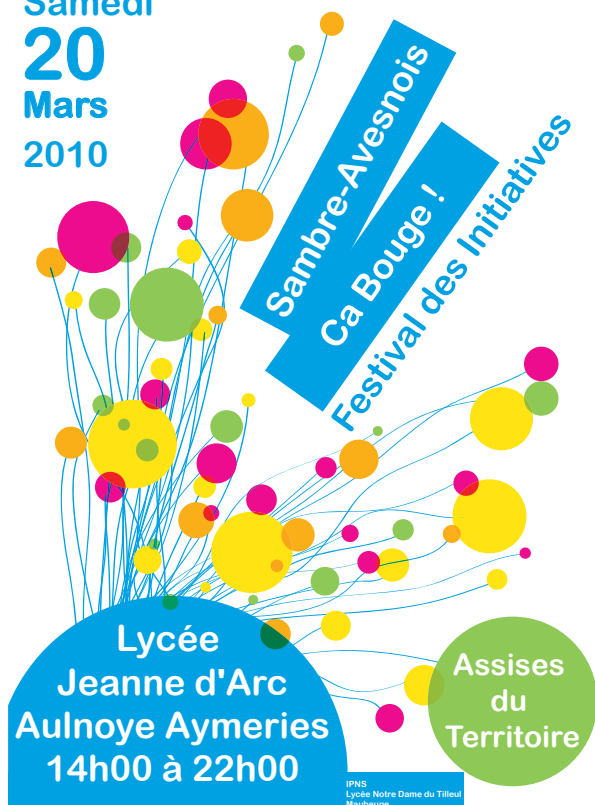 Samedi
20
Mars
2010
Sambre-Avesnois
Ca Bouge !
Festival des Initiatives
Lycée
Jeanne d'Arc
Aulnoye Aymeries
14h00 à 22h00
Assises
du
Territoire
IPNS
Lycée Notre Dame du Tilleul
Maubeuge